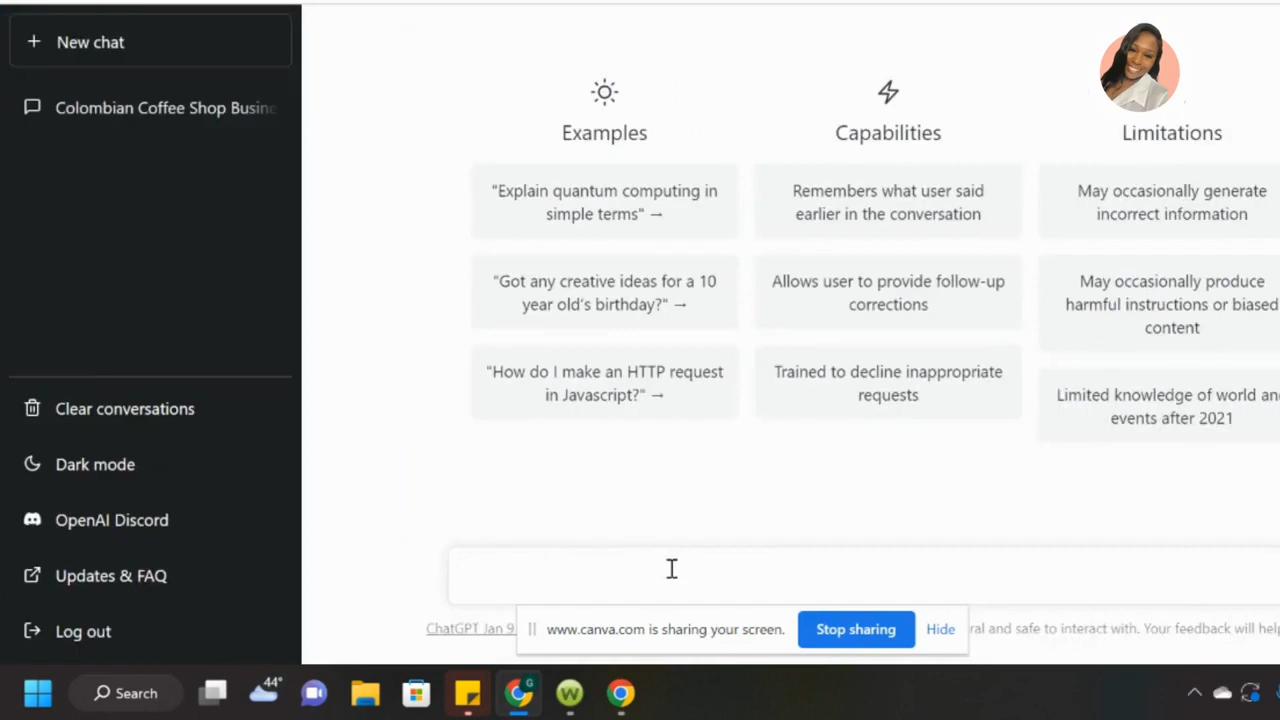 New chat
Colombian Coffee Shop Busine
Clear conversations
Dark mode
OpenAI Discord
Updates & FAQ
Log out
Examples
"Explain quantum computing in
simple terms" →
"Got any creative ideas for a 10
year old's birthday?" →
"How do I make an HTTP request
in Javascript?" →
Capabilities
Remembers what user said
earlier in the conversation
Allows user to provide follow-up
corrections
Trained to decline inappropriate
requests
Limitations
May occasionally generate
incorrect information
May occasionally produce
harmful instructions or biased
content
Limited knowledge of world an
events after 2021
ChatGPT Jan 9
www.canva.com is sharing your screen.
Stop sharing
Hide
ral and safe to interact with. Your feedback will help
Search
44°
G
W